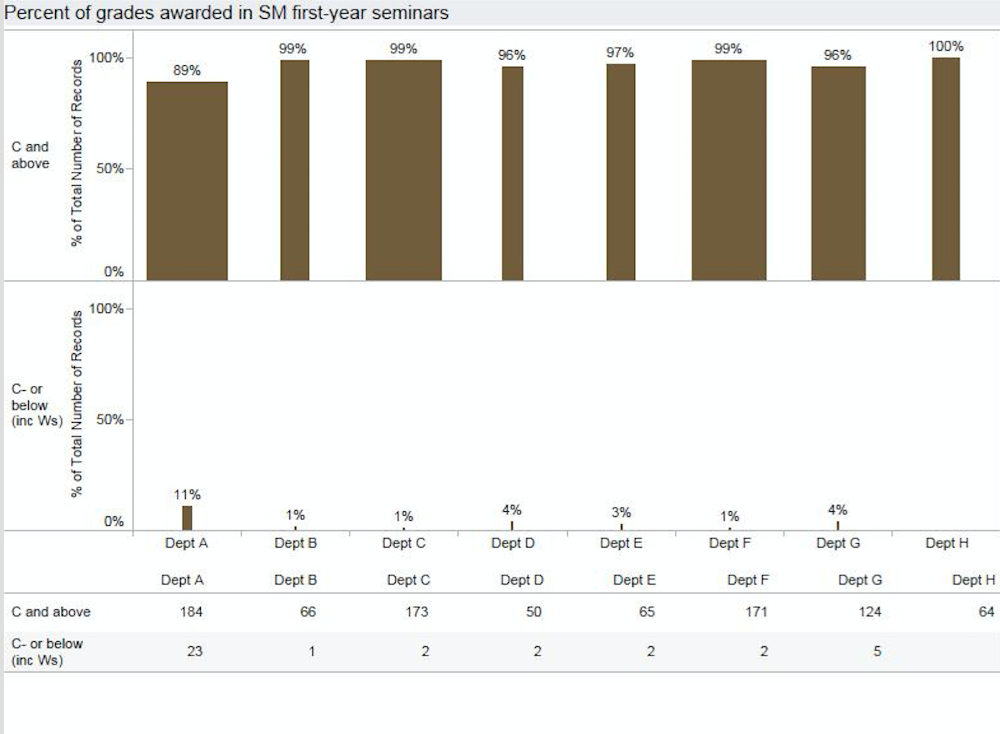 Percent of grades awarded in SM first-year seminars
C and
above
% of Total Number of Records
100%
50%
0%
89%
99%
99%
96%
97%
99%
96%
100%
C- or
below
(inc Ws)
% of Total Number of Records
100%
50%
0%
11%
1%
1%
4%
3%
1%
4%
Dept A Dept B Dept C Dept D Dept E Dept F Dept G Dept H
Dept A Dept B Dept C Dept D Dept E Dept F Dept G Dept H
C and above 184 66 173 50 65 171 124 64
C- or below
(inc Ws) 23 1 2 2 2 2 5